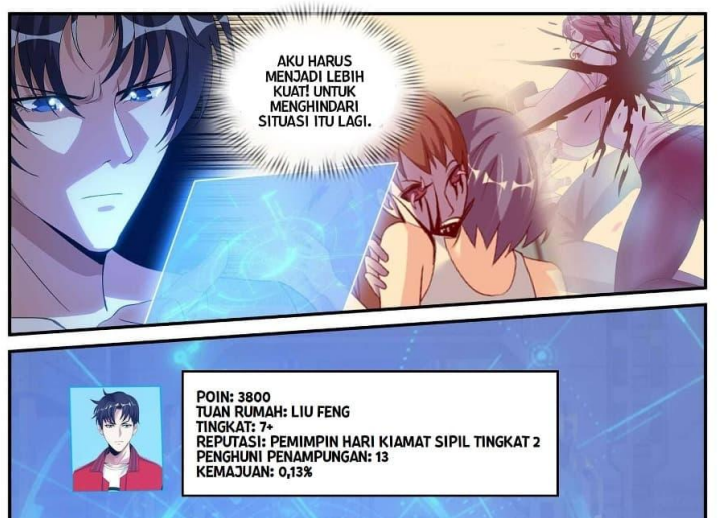 AKU HARUS
MENJADI LEBIH
KUAT! UNTUK
MENGHINDARI
SITUASI ITU LAGI.
POIN: 3800
TUAN RUMAH: LIU FENG
TINGKAT: 7+
REPUTASI: PEMIMPIN HARI KIAMAT SIPIL TINGKAT 2
PENGHUNI PENAMPUNGAN: 13
KEMAJUAN: 0,13%